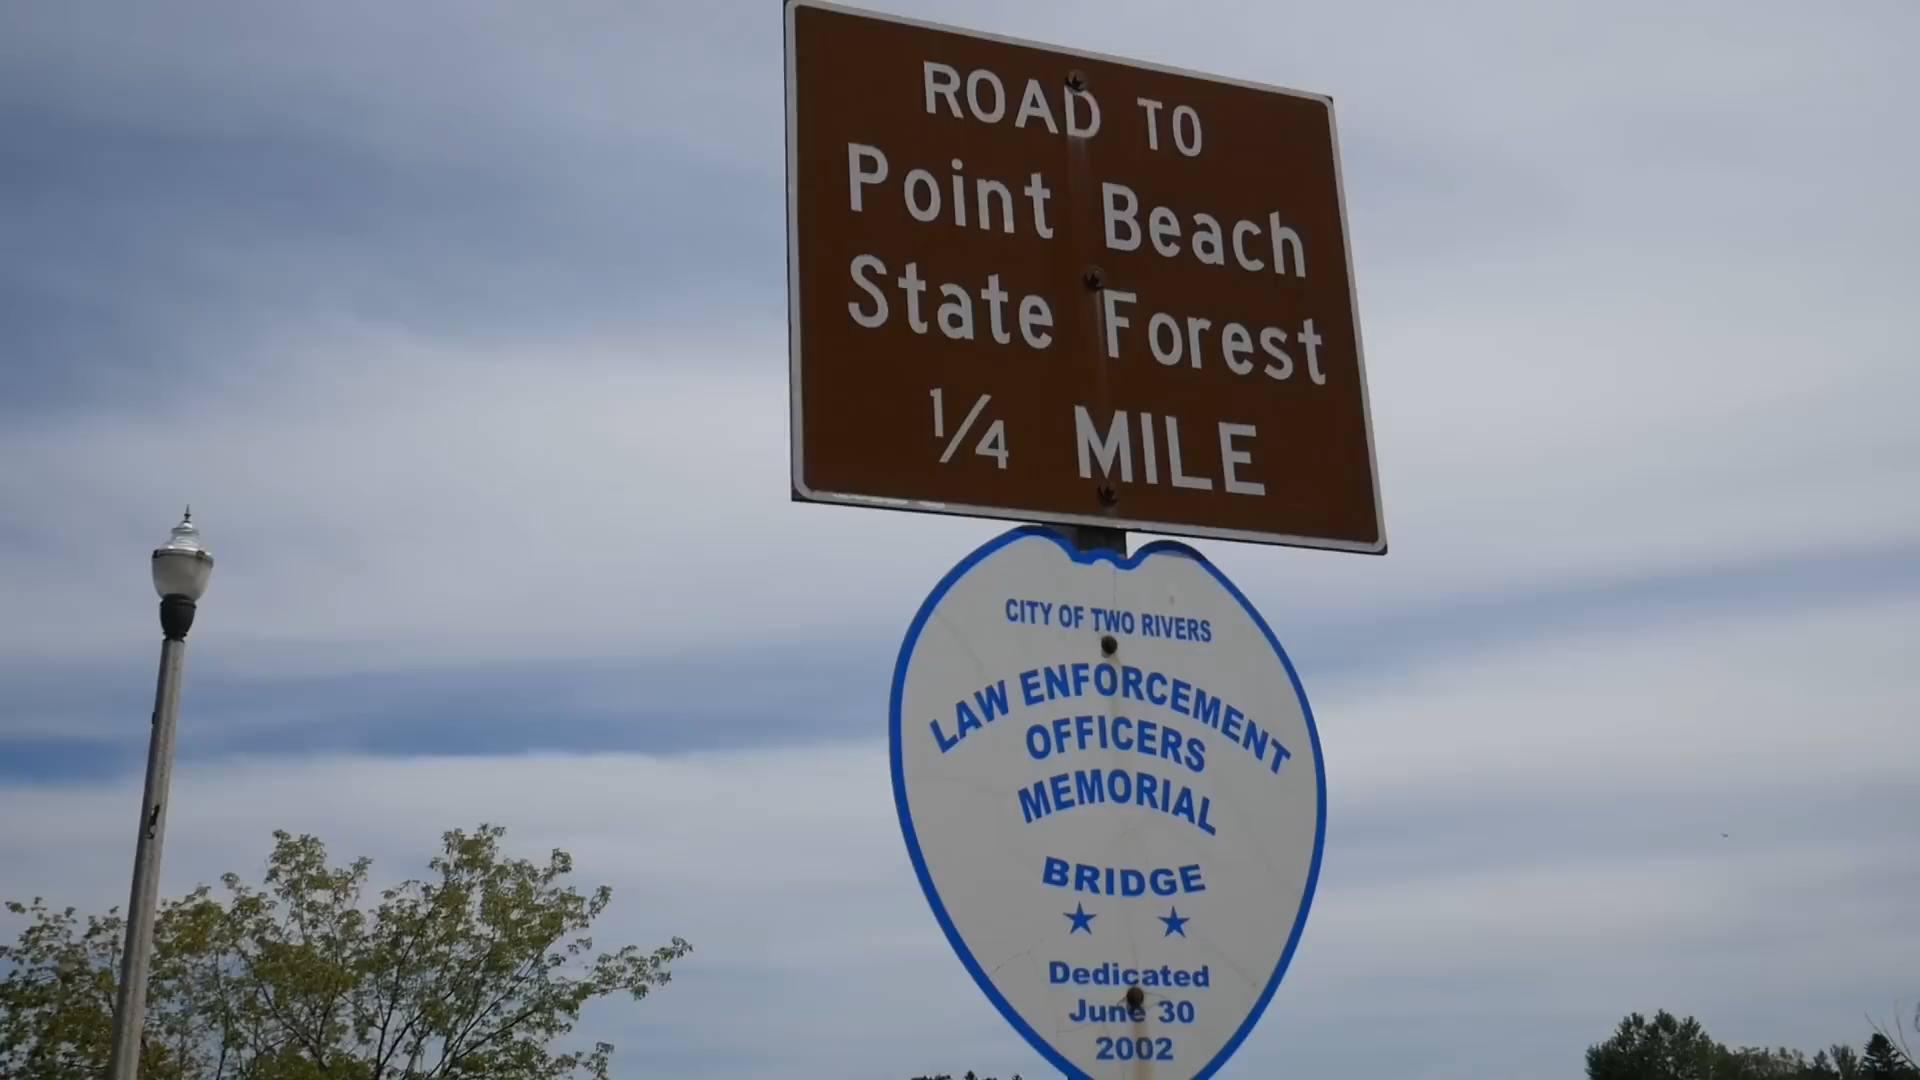 ROAD TO
Point Beach
State Forest
1/4 MILE
CITY OF TWO RIVERS
LAW ENFORCEMENT
OFFICERS
MEMORIAL
BRIDGE
Dedicated
June 30
2002